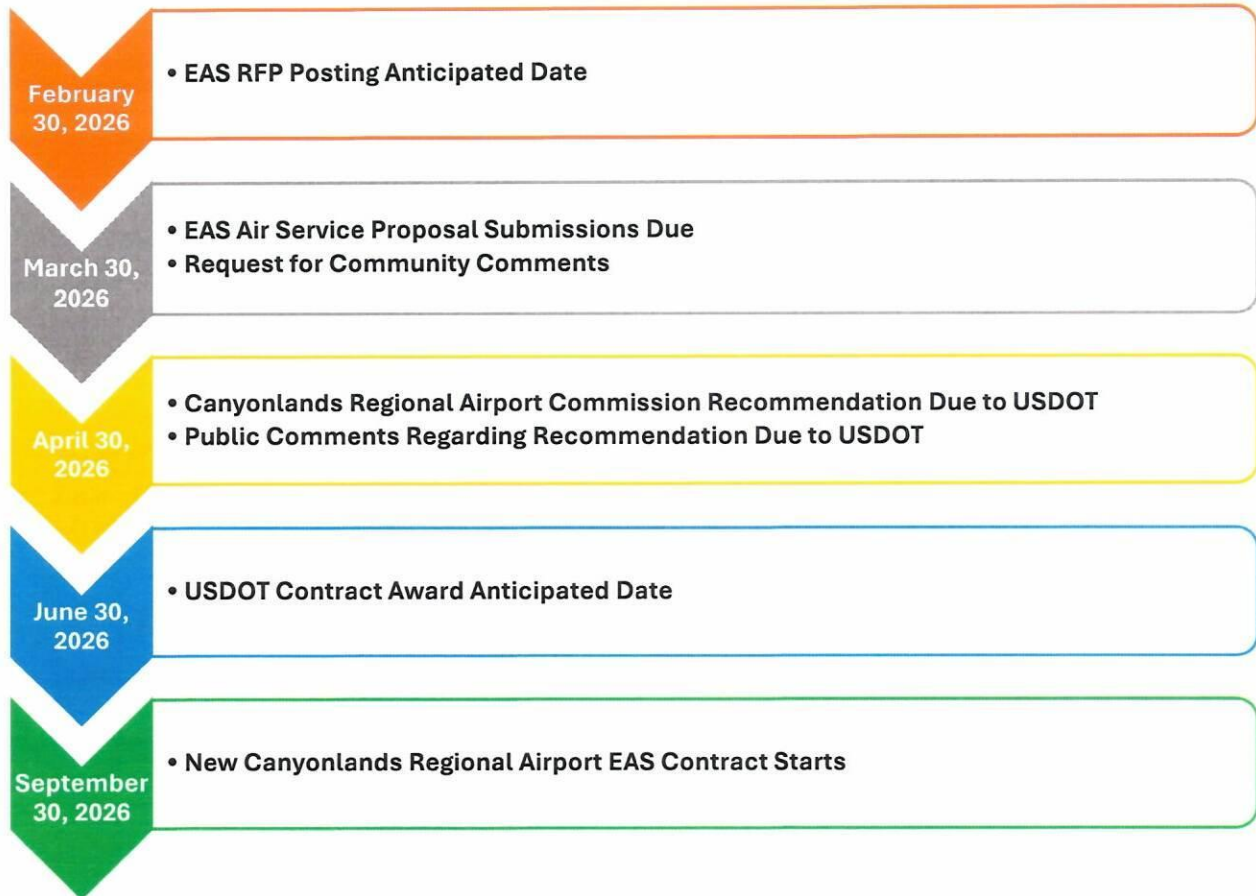 February
30, 2026
• EAS RFP Posting Anticipated Date
March 30,
2026
• EAS Air Service Proposal Submissions Due
• Request for Community Comments
April 30,
2026
• Canyonlands Regional Airport Commission Recommendation Due to USDOT
• Public Comments Regarding Recommendation Due to USDOT
June 30,
2026
• USDOT Contract Award Anticipated Date
September
30, 2026
• New Canyonlands Regional Airport EAS Contract Starts